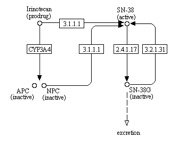 Irinotecan
(prodrug)
SN-38
(active)
3.1.1.1
CYP3A4
3.1.1.1
2.4.1.17
3.2.1.31
APC
(inactive)
NPC
(inactive)
SN-38G
(inactive)
excretion